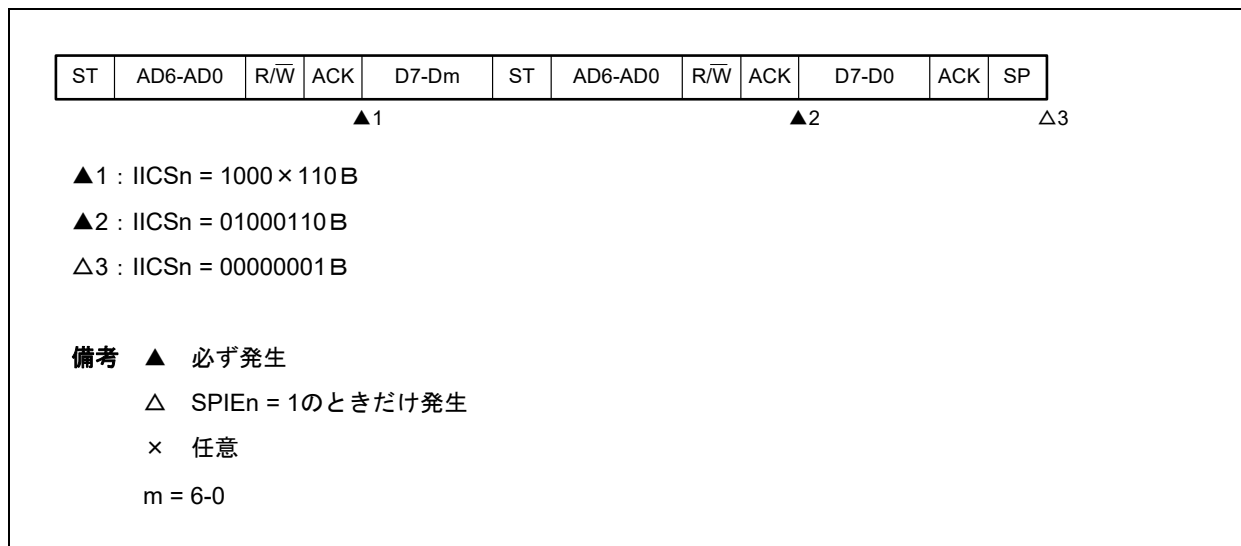 ST AD6-AD0 R/W̅ ACK D7-Dm ST AD6-AD0 R/W̅ ACK D7-D0 ACK SP
▲1 ▲2 △3
▲1：IICSn = 1000×110B
▲2：IICSn = 01000110B
△3：IICSn = 00000001B
備考 ▲ 必ず発生
△ SPIEn = 1のときだけ発生
× 任意
m = 6-0